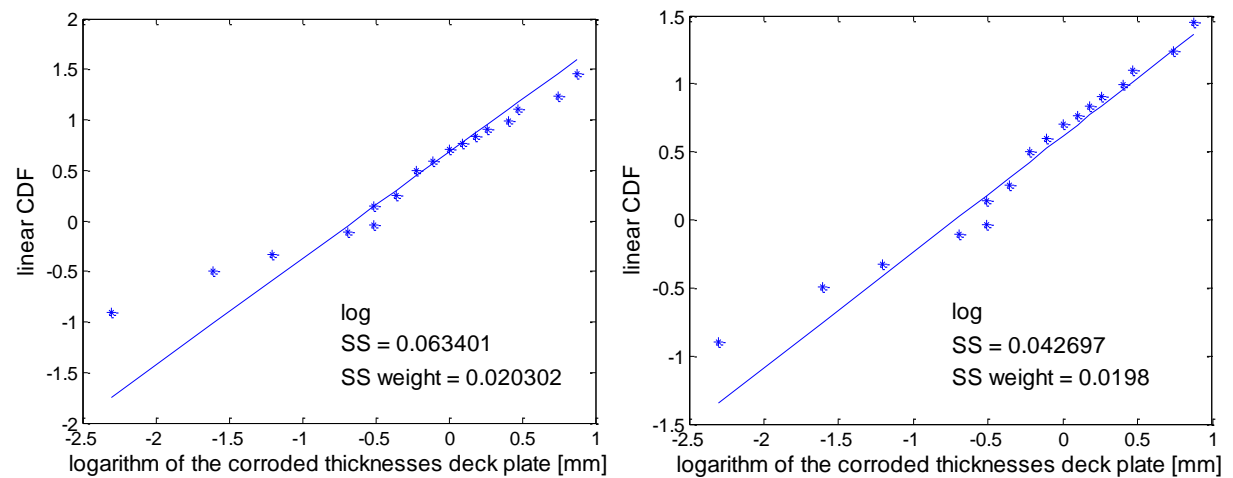 2
1.5
1
0.5
0
-0.5
-1
-1.5
-2
linear CDF
log
SS = 0.063401
SS weight = 0.020302
-2.5 -2 -1.5 -1 -0.5 0 0.5 1
logarithm of the corroded thicknesses deck plate [mm]
1.5
1
0.5
0
-0.5
-1
-1.5
linear CDF
log
SS = 0.042697
SS weight = 0.0198
-2.5 -2 -1.5 -1 -0.5 0 0.5 1
logarithm of the corroded thicknesses deck plate [mm]